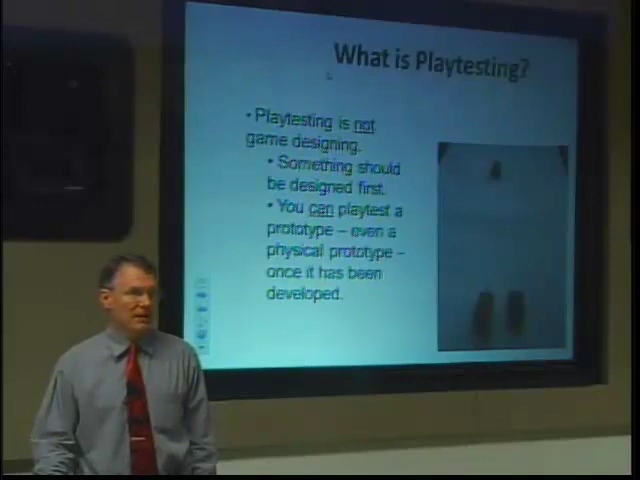 What is Playtesting?
• Playtesting is not
game designing.
• Something should
be designed first.
• You can playtest a
prototype – even a
physical prototype –
once it has been
developed.